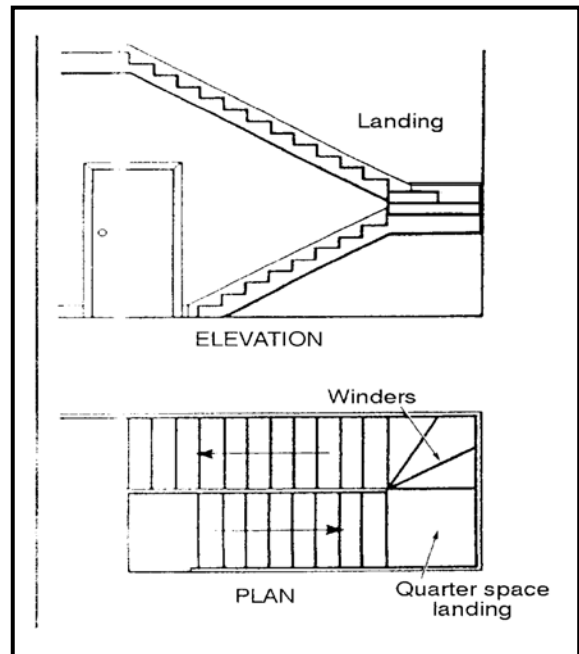 Landing
ELEVATION
Winders
PLAN
Quarter space
landing